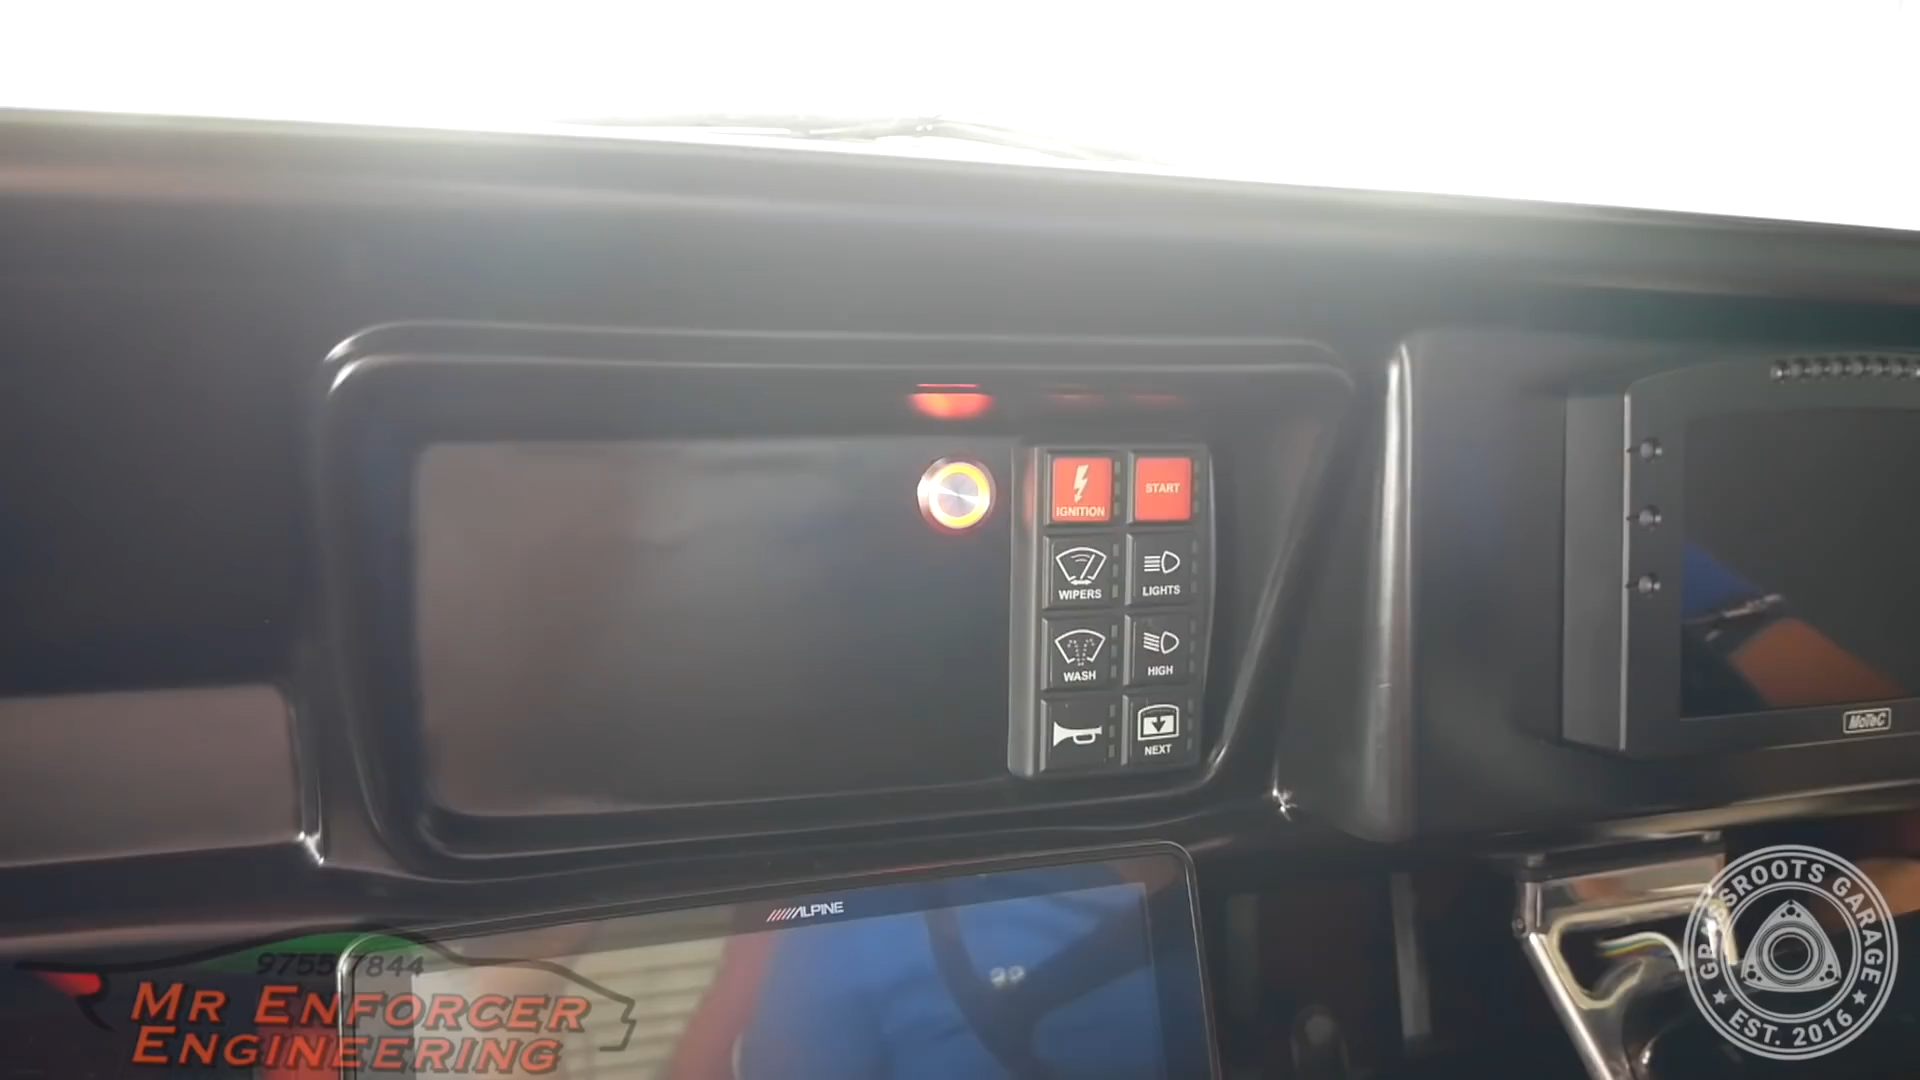 IGNITION
START
WIPERS
LIGHTS
WASH
HIGH
NEXT
MoTeC
ALPINE
9755 7844
MR ENFORCER
ENGINEERING
GRASSROOTS GARAGE
EST. 2016